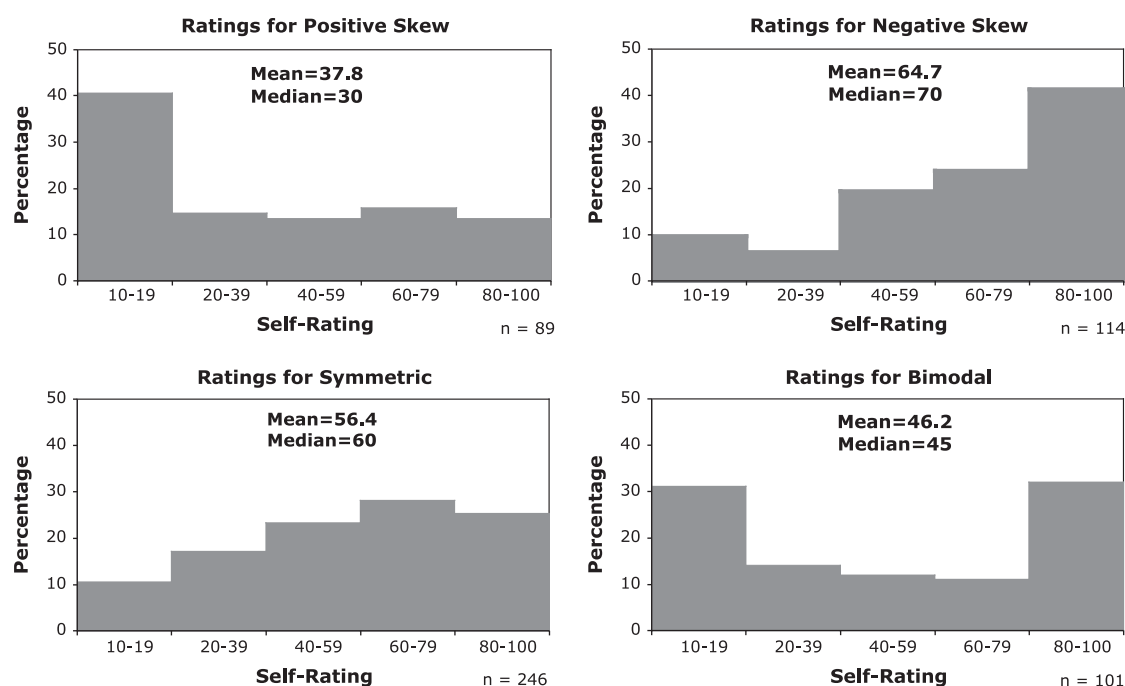 Ratings for Positive Skew
50
40
30
20
10
0
Percentage
Mean=37.8
Median=30
10-19 20-39 40-59 60-79 80-100
Self-Rating
n = 89
Ratings for Negative Skew
50
40
30
20
10
0
Percentage
Mean=64.7
Median=70
10-19 20-39 40-59 60-79 80-100
Self-Rating
n = 114
Ratings for Symmetric
50
40
30
20
10
0
Percentage
Mean=56.4
Median=60
10-19 20-39 40-59 60-79 80-100
Self-Rating
n = 246
Ratings for Bimodal
50
40
30
20
10
0
Percentage
Mean=46.2
Median=45
10-19 20-39 40-59 60-79 80-100
Self-Rating
n = 101